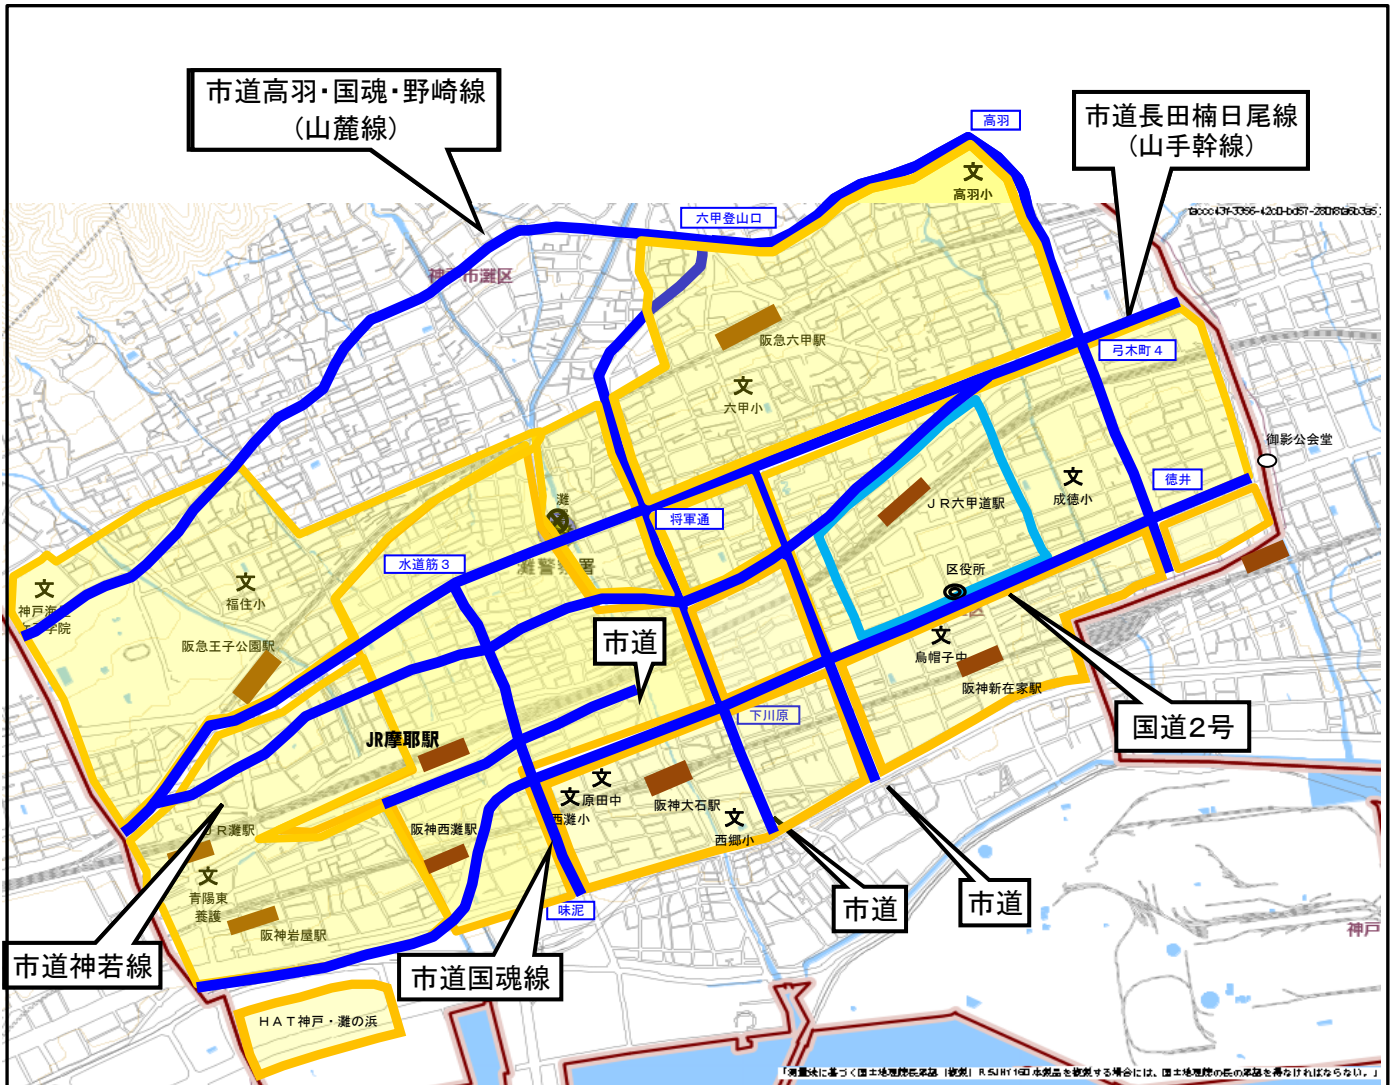 市道高羽・国魂・野崎線
(山麓線)
高羽
市道長田楠日尾線
(山手幹線)
文
高羽小
六甲登山口
神戸市灘区
阪急六甲駅
弓木町4
文
六甲小
御影公会堂
文
成徳小
徳井
JR六甲道駅
灘
将軍通
水道筋3
灘警察署
区役所
文
神戸海
学院
文
福住小
阪急王子公園駅
市道
文
烏帽子中
阪神新在家駅
国道2号
下川原
JR摩耶駅
文
原田中
文
西灘小
阪神大石駅
文
西郷小
阪神西灘駅
JR灘駅
文
青陽東
養護
阪神岩屋駅
味泥
市道
市道
神戸
市道神若線
市道国魂線
HAT神戸・灘の浜